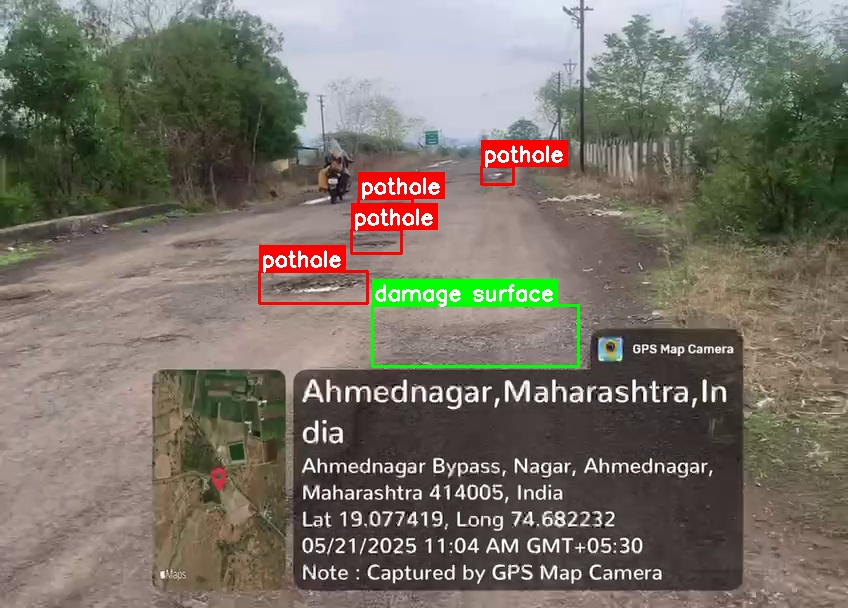 pothole
pothole
pothole
pothole
damage surface
GPS Map Camera
Ahmednagar,Maharashtra,In
dia
Ahmednagar Bypass, Nagar, Ahmednagar,
Maharashtra 414005, India
Lat 19.077419, Long 74.682232
05/21/2025 11:04 AM GMT+05:30
Note : Captured by GPS Map Camera
Maps